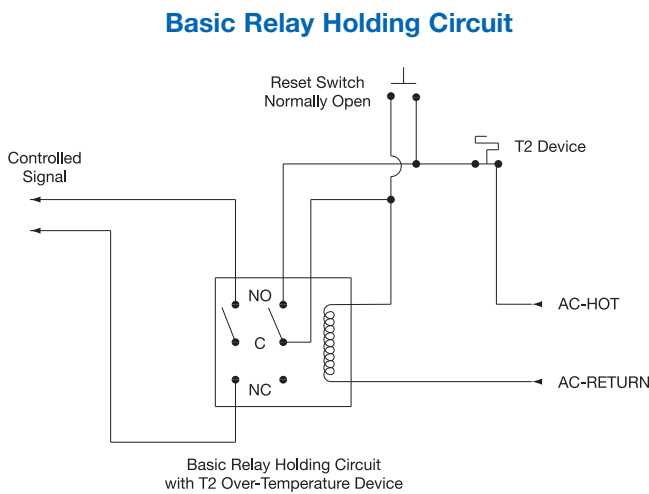 Basic Relay Holding Circuit
Reset Switch
Normally Open
T2 Device
Controlled
Signal
NO
C
NC
AC-HOT
AC-RETURN
Basic Relay Holding Circuit
with T2 Over-Temperature Device